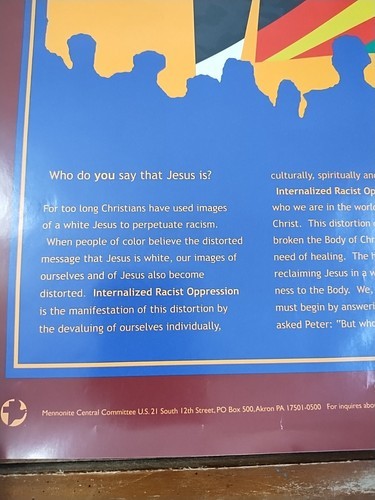 Who do you say that Jesus is?
For too long Christians have used images
of a white Jesus to perpetuate racism.
When people of color believe the distorted
message that Jesus is white, our images of
ourselves and of Jesus also become
distorted. Internalized Racist Oppression
is the manifestation of this distortion by
the devaluing of ourselves individually,
culturally, spiritually and
Internalized Racist Op
who we are in the world
Christ. This distortion
broken the Body of Chr
need of healing. The h
reclaiming Jesus in a w
ness to the Body. We,
must begin by answeri
asked Peter: "But who
Mennonite Central Committee U.S. 21 South 12th Street, PO Box 500, Akron PA 17501-0500 For inquires abou